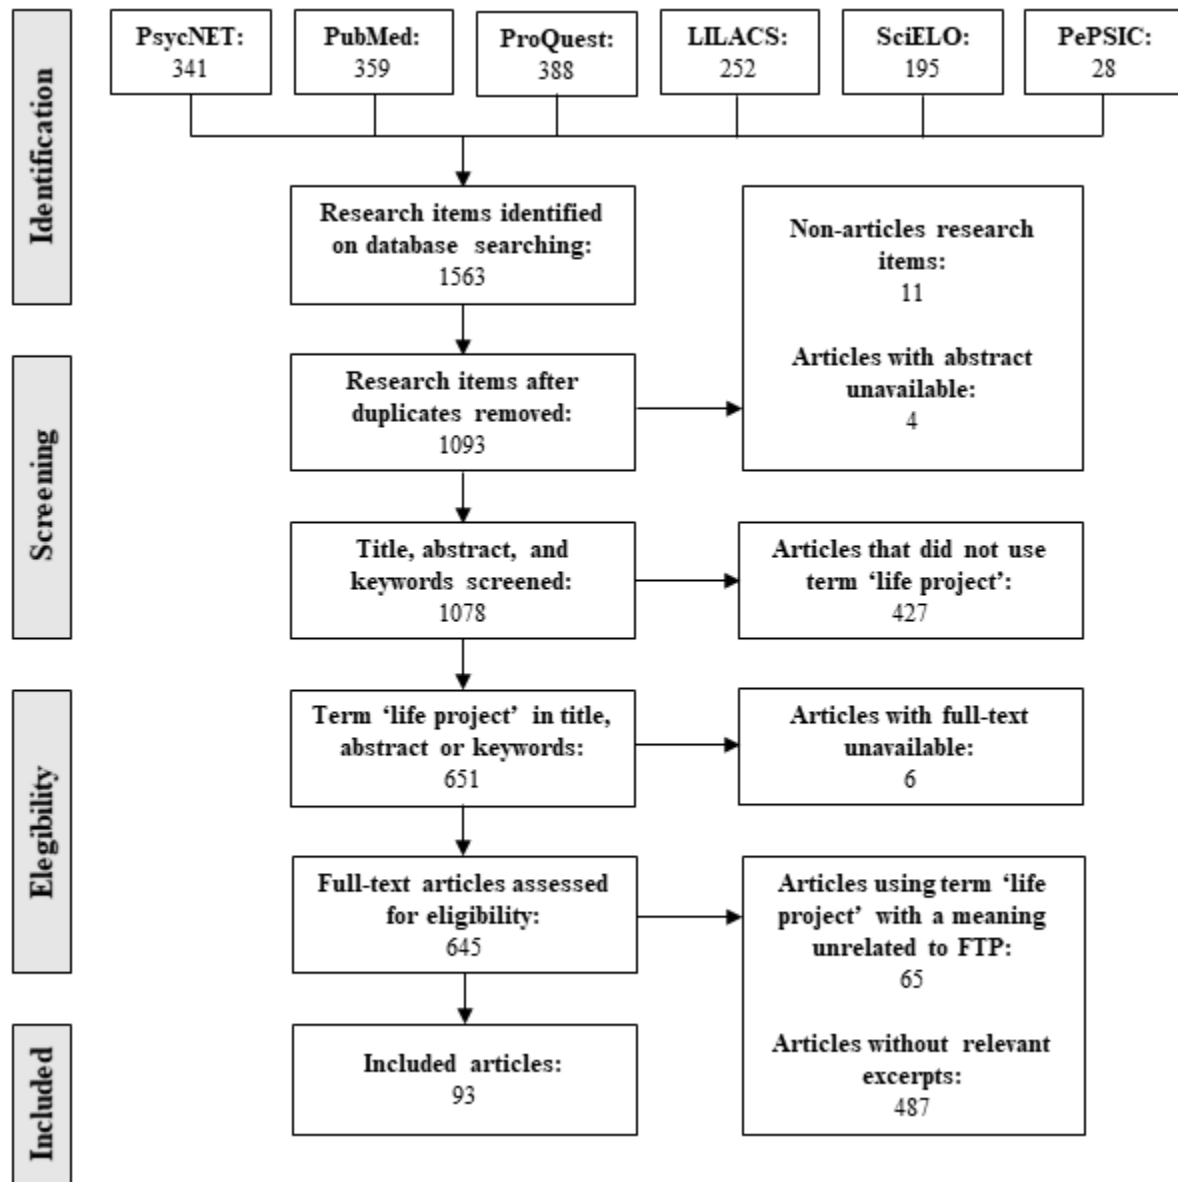 PsycNET:
341
PubMed:
359
ProQuest:
388
LILACS:
252
SciELO:
195
PePSIC:
28
Identification
Research items identified
on database searching:
1563
Non-articles research
items:
11
Articles with abstract
unavailable:
4
Screening
Research items after
duplicates removed:
1093
Title, abstract, and
keywords screened:
1078
Articles that did not use
term ‘life project’:
427
Elegibility
Term ‘life project’ in title,
abstract or keywords:
651
Articles with full-text
unavailable:
6
Full-text articles assessed
for eligibility:
645
Articles using term ‘life
project’ with a meaning
unrelated to FTP:
65
Articles without relevant
excerpts:
487
Included
Included articles:
93